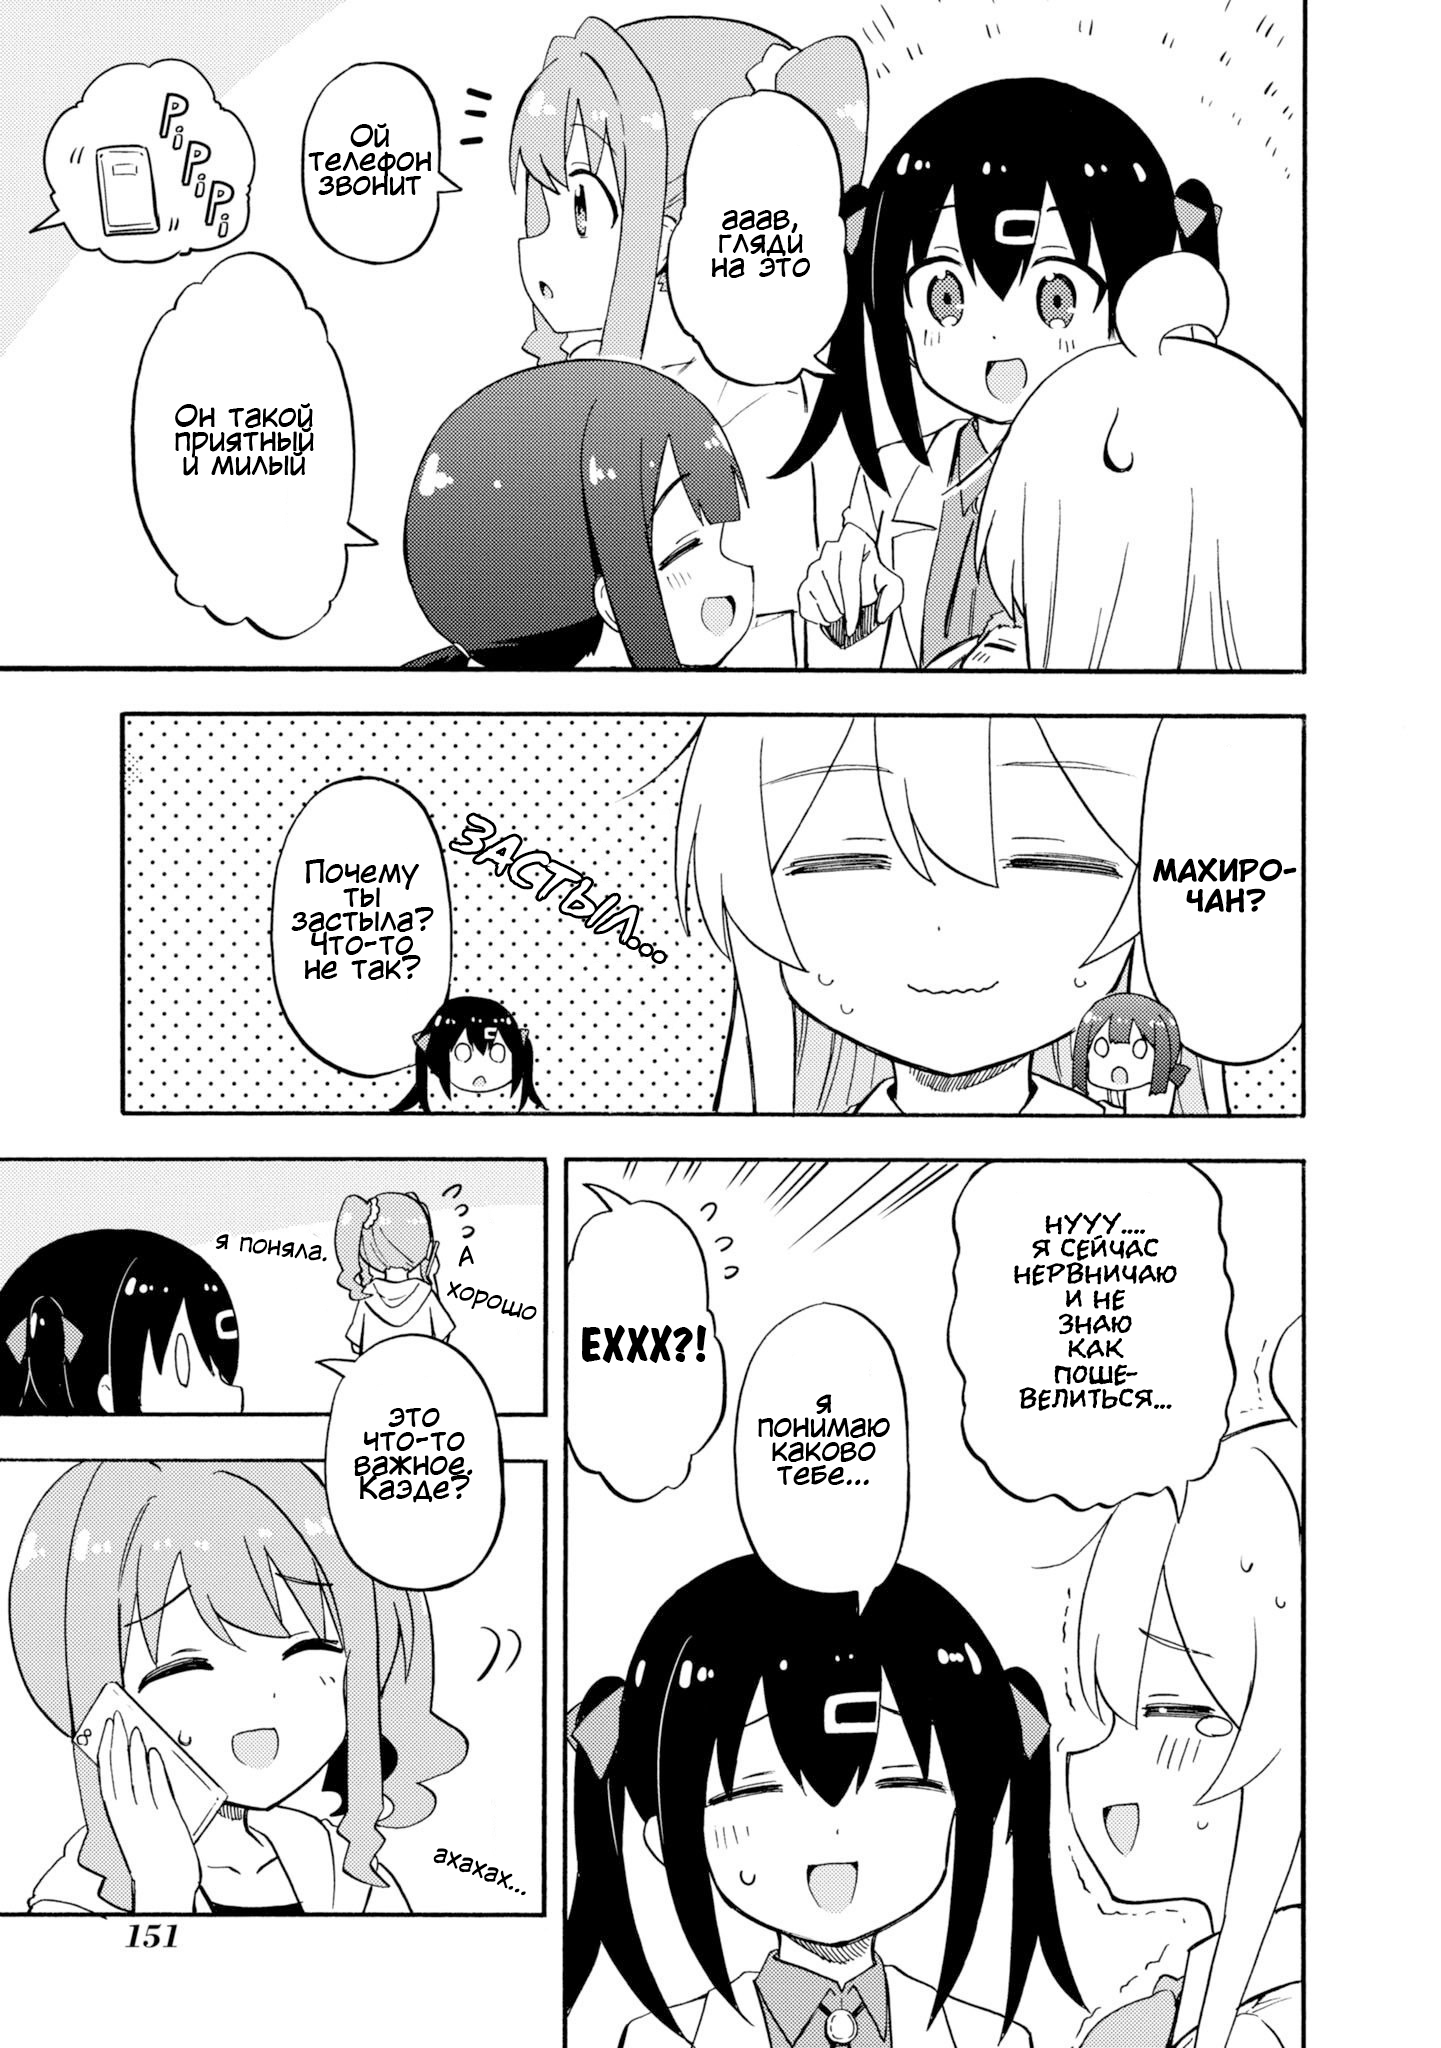 ааав,
гляди
на это
Ой
телефон
звонит
PiPiPiPi
Он такой
приятный
и милый
МАХИРО-
ЧАН?
ЗАСТЫЛ...
Почему
ты
застыла?
Что-то
не так?
НУУУ....
Я СЕЙЧАС
НЕРВНИЧАЮ
И НЕ
ЗНАЮ
КАК
ПОШЕ-
ВЕЛИТЬСЯ...
я
понимаю
каково
тебе...
ЕХХХ?!
А
хорошо
я поняла.
это
что-то
важное.
Каэде?
ахахах...
151